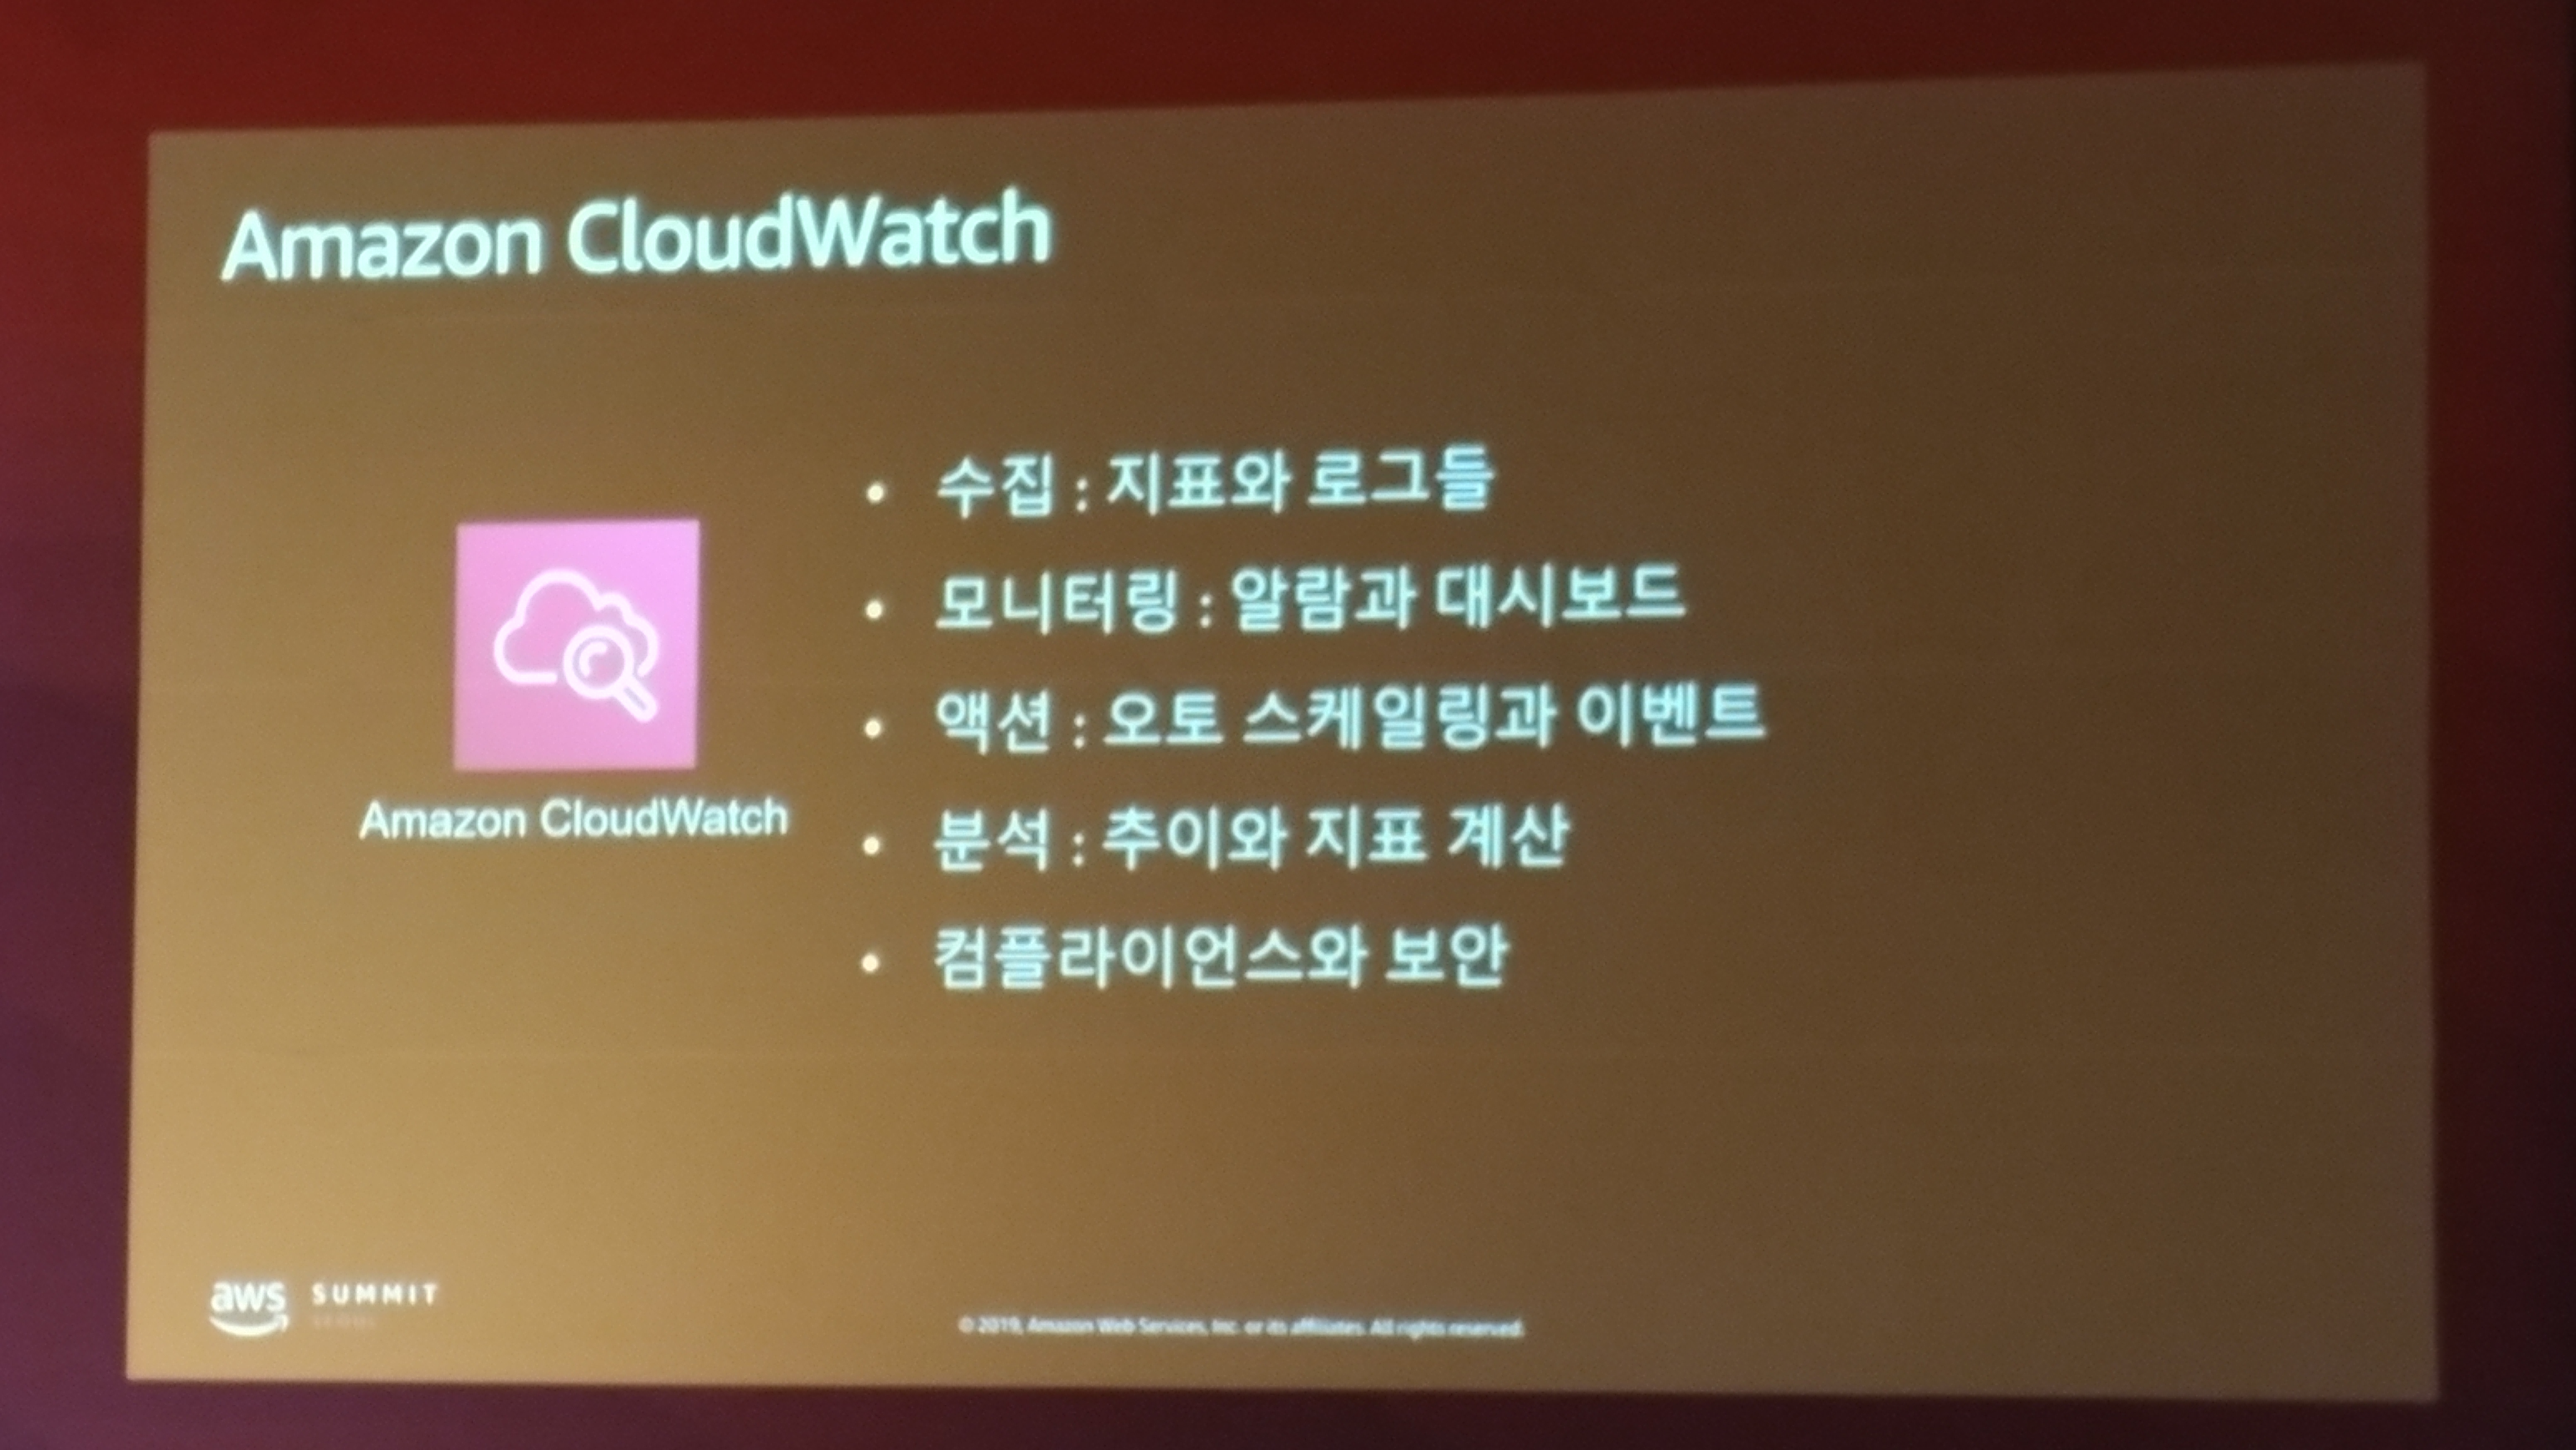 Amazon CloudWatch
• 수집 : 지표와 로그들
• 모니터링 : 알람과 대시보드
• 액션 : 오토 스케일링과 이벤트
• 분석 : 추이와 지표 계산
• 컴플라이언스와 보안
Amazon CloudWatch
aws SUMMIT
SEOUL
© 2019, Amazon Web Services, Inc. or its affiliates. All rights reserved.